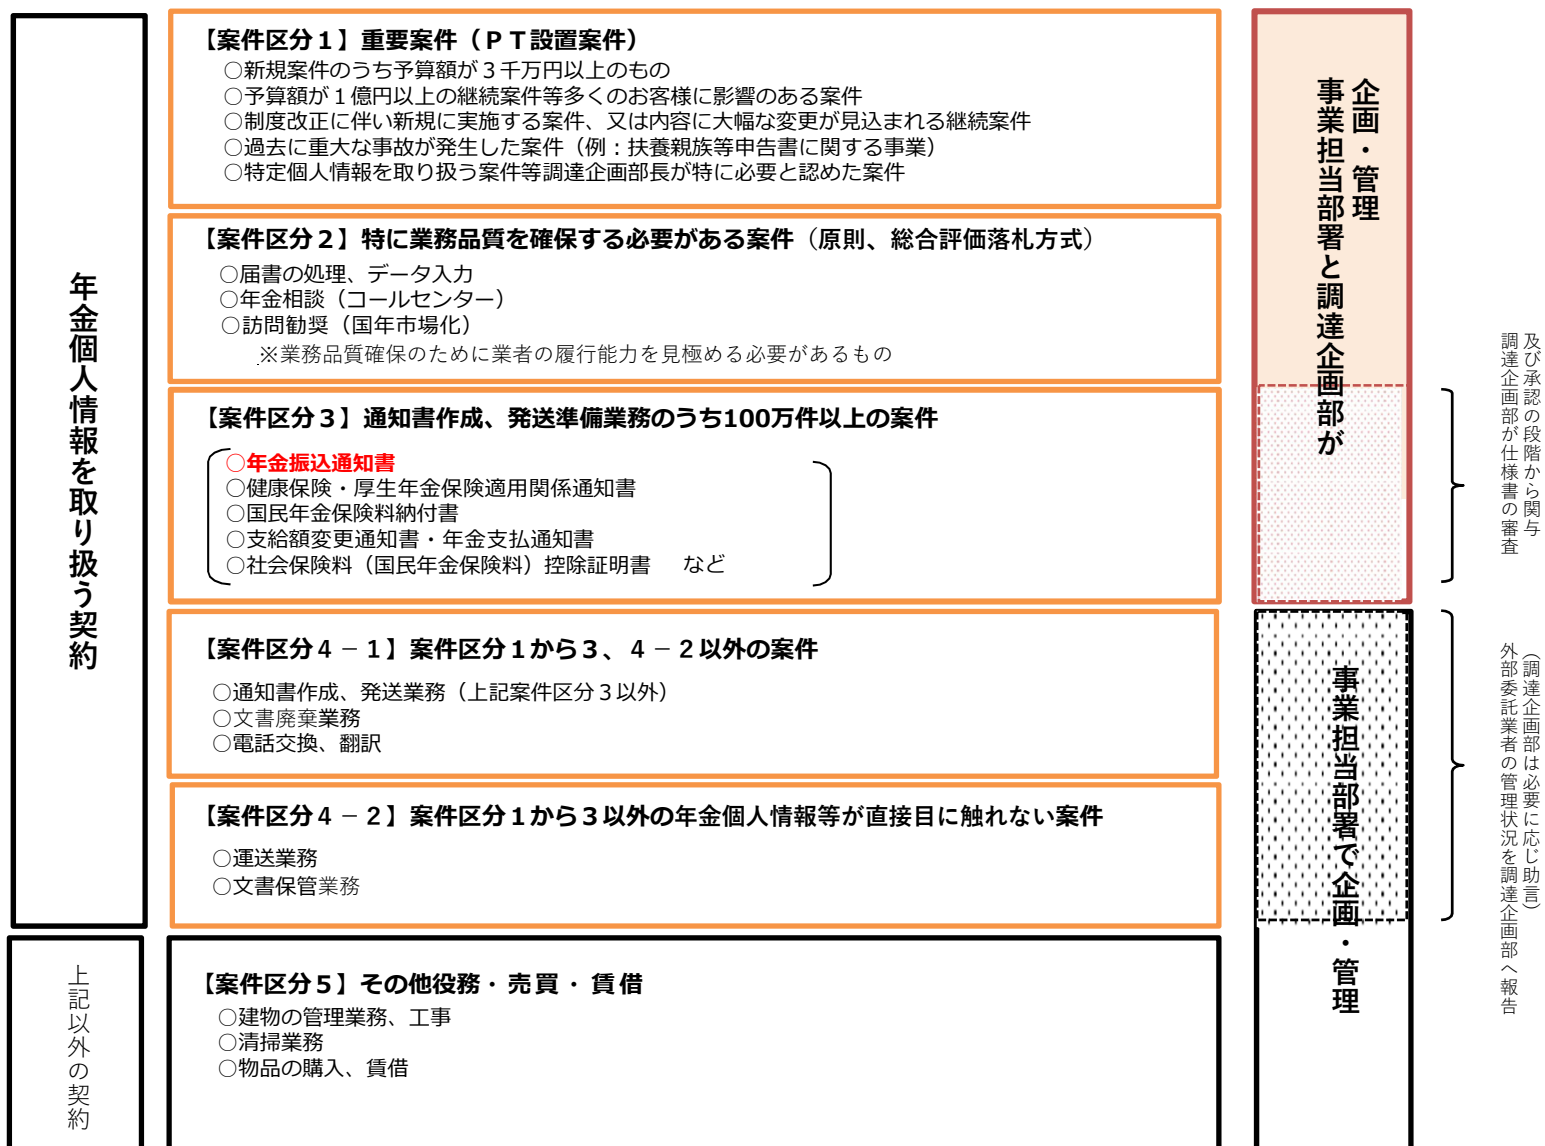 年金個人情報を取り扱う契約
【案件区分１】重要案件（ＰＴ設置案件）
○新規案件のうち予算額が３千万円以上のもの
○予算額が１億円以上の継続案件等多くのお客様に影響のある案件
○制度改正に伴い新規に実施する案件、又は内容に大幅な変更が見込まれる継続案件
○過去に重大な事故が発生した案件（例：扶養親族等申告書に関する事業）
○特定個人情報を取り扱う案件等調達企画部長が特に必要と認めた案件
【案件区分２】特に業務品質を確保する必要がある案件（原則、総合評価落札方式）
○届書の処理、データ入力
○年金相談（コールセンター）
○訪問勧奨（国年市場化）
※業務品質確保のために業者の履行能力を見極める必要があるもの
【案件区分３】通知書作成、発送準備業務のうち100万件以上の案件
○年金振込通知書
○健康保険・厚生年金保険適用関係通知書
○国民年金保険料納付書
○支給額変更通知書・年金支払通知書
○社会保険料（国民年金保険料）控除証明書　など
【案件区分４－１】案件区分１から３、４－２以外の案件
○通知書作成、発送業務（上記案件区分３以外）
○文書廃棄業務
○電話交換、翻訳
【案件区分４－２】案件区分１から３以外の年金個人情報等が直接目に触れない案件
○運送業務
○文書保管業務
上記以外の契約
【案件区分５】その他役務・売買・賃借
○建物の管理業務、工事
○清掃業務
○物品の購入、賃借
事業担当部署と調達企画部が
企画・管理
調達企画部が仕様書の審査
及び承認の段階から関与
事業担当部署で企画・管理
外部委託業者の管理状況を調達企画部へ報告
（調達企画部は必要に応じ助言）